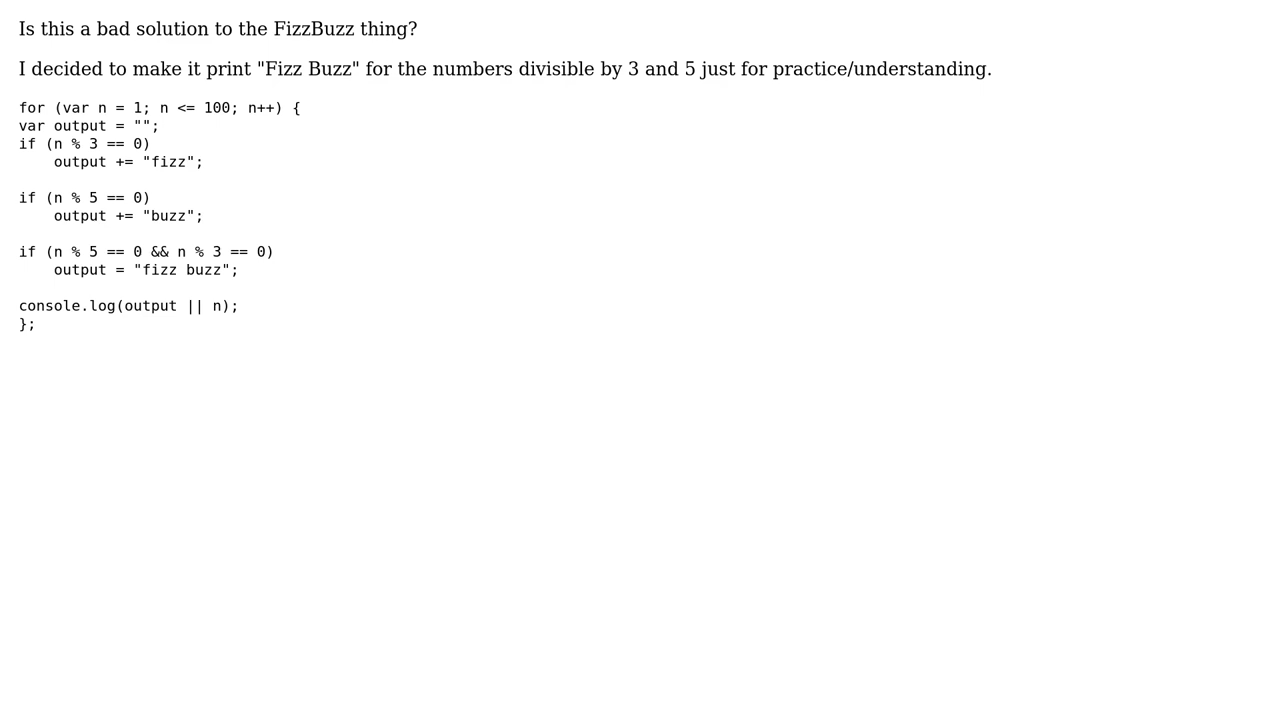 Is this a bad solution to the FizzBuzz thing?
I decided to make it print "Fizz Buzz" for the numbers divisible by 3 and 5 just for practice/understanding.
for (var n = 1; n <= 100; n++) {
var output = "";
if (n % 3 == 0)
    output += "fizz";
if (n % 5 == 0)
    output += "buzz";
if (n % 5 == 0 && n % 3 == 0)
    output = "fizz buzz";
console.log(output || n);
};